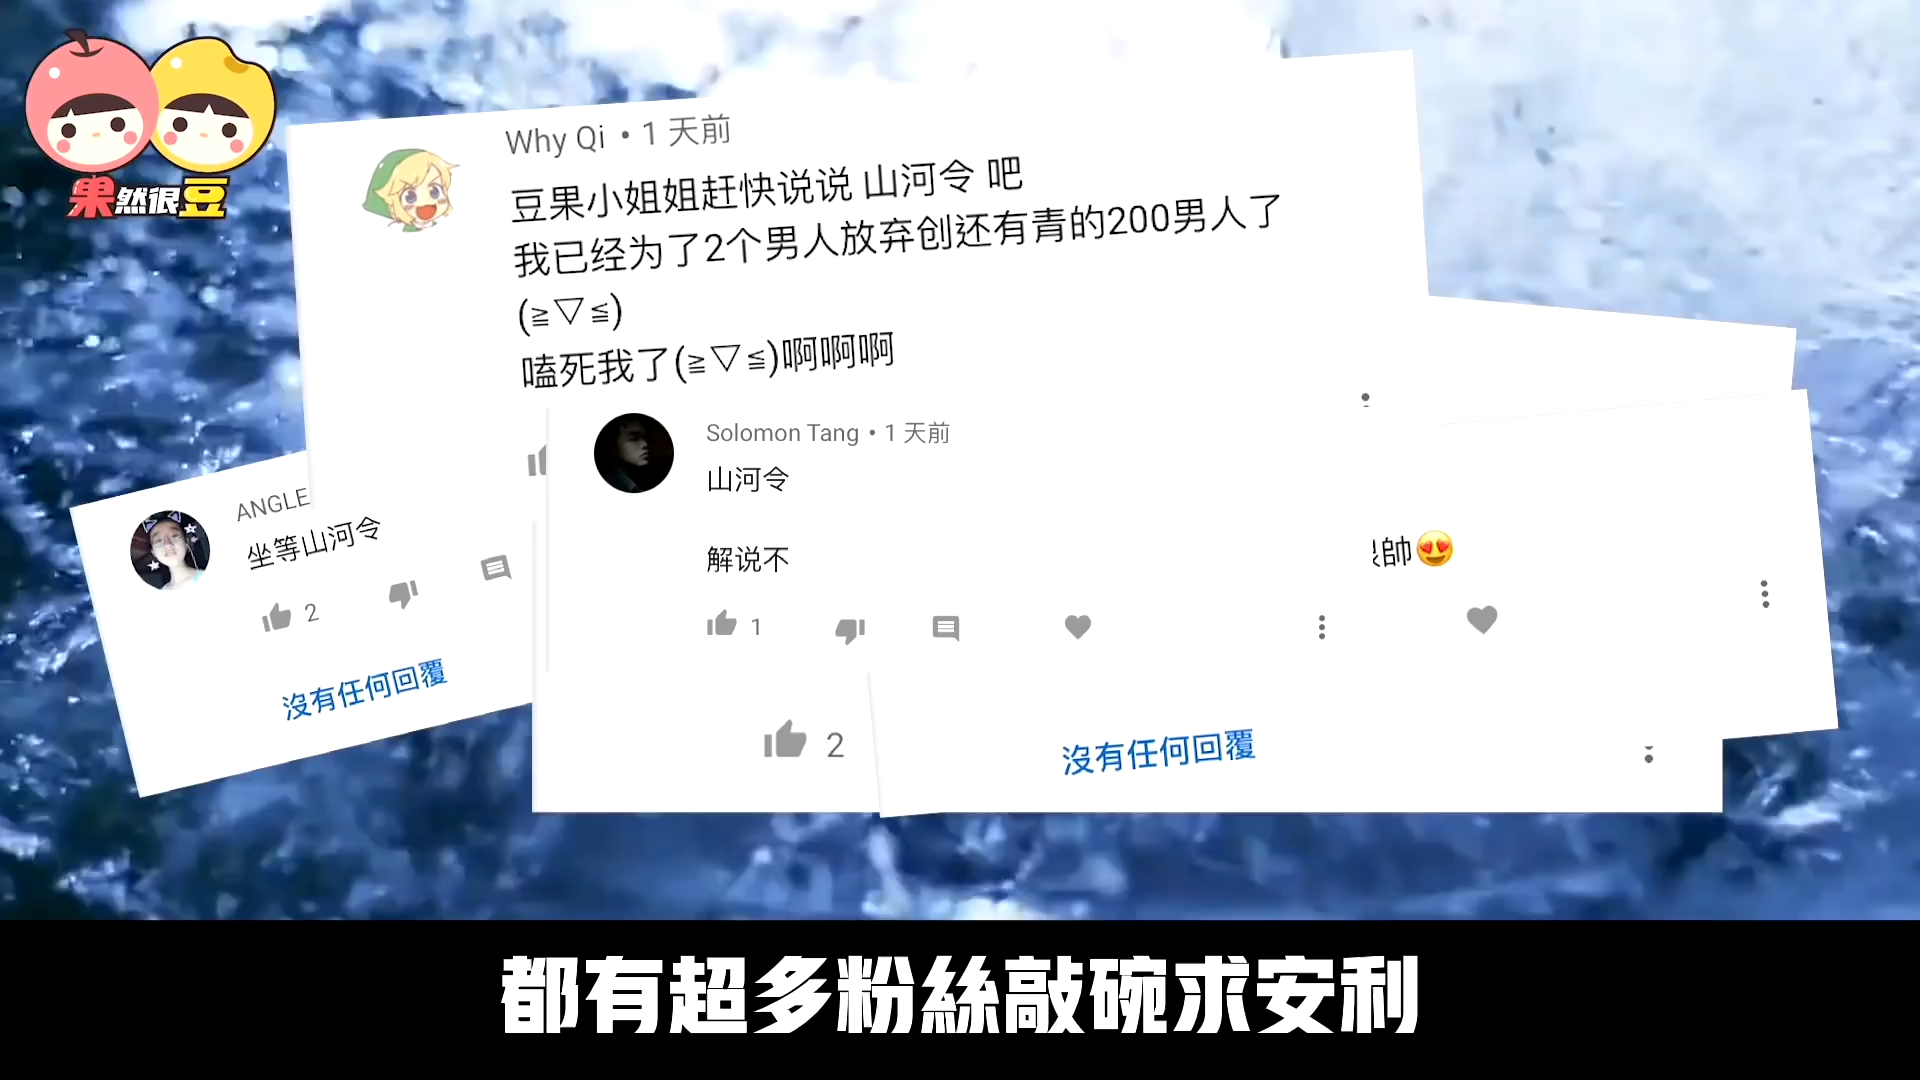 果然很豆
Why Qi • 1 天前
豆果小姐姐赶快说说 山河令 吧
我已经为了2个男人放弃创还有青的200男人了
(≧▽≦)
嗑死我了(≧▽≦)啊啊啊
ANGLE
坐等山河令
2
沒有任何回覆
Solomon Tang • 1 天前
山河令
解说不
1
帥😍
2
沒有任何回覆
都有超多粉絲敲碗求安利